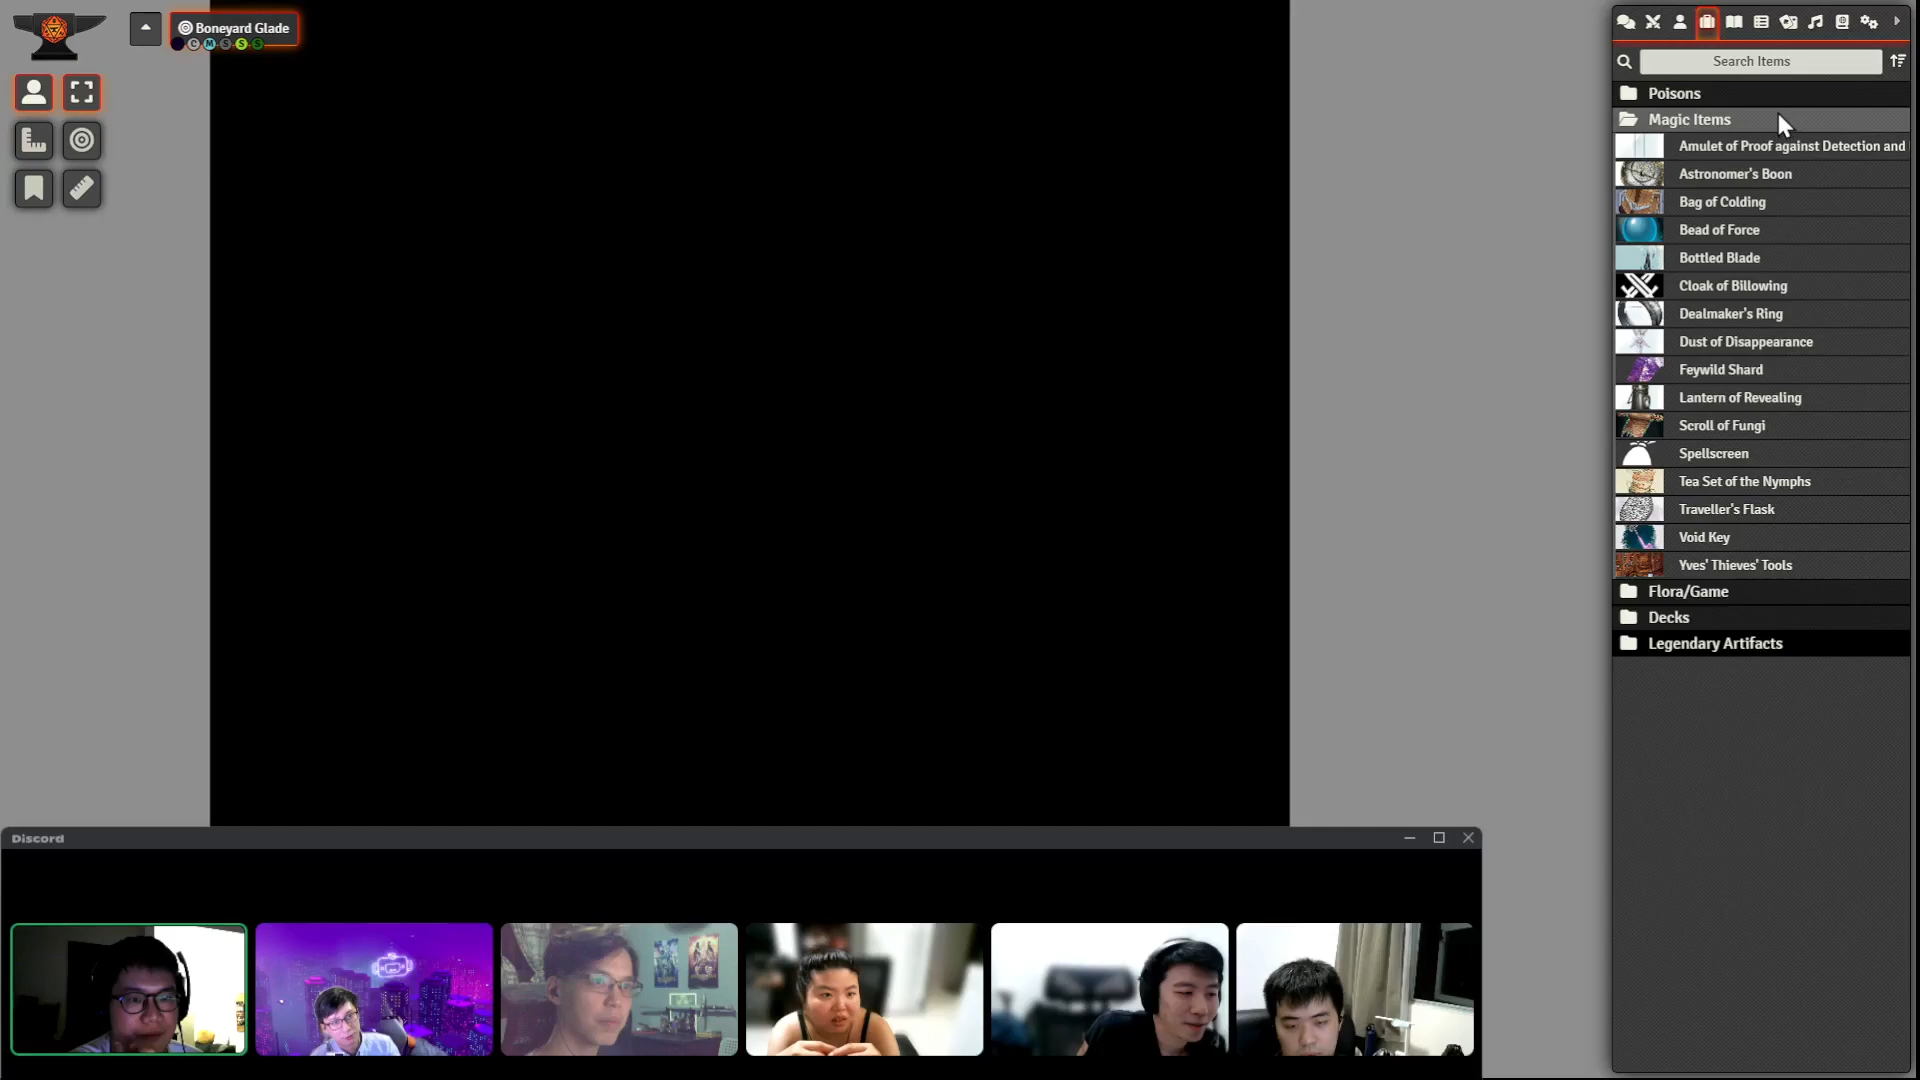 Boneyard Glade
C M S S S
Search Items
Poisons
Magic Items
Amulet of Proof against Detection and
Astronomer's Boon
Bag of Colding
Bead of Force
Bottled Blade
Cloak of Billowing
Dealmaker's Ring
Dust of Disappearance
Feywild Shard
Lantern of Revealing
Scroll of Fungi
Spellscreen
Tea Set of the Nymphs
Traveller's Flask
Void Key
Yves' Thieves' Tools
Flora/Game
Decks
Legendary Artifacts
Discord